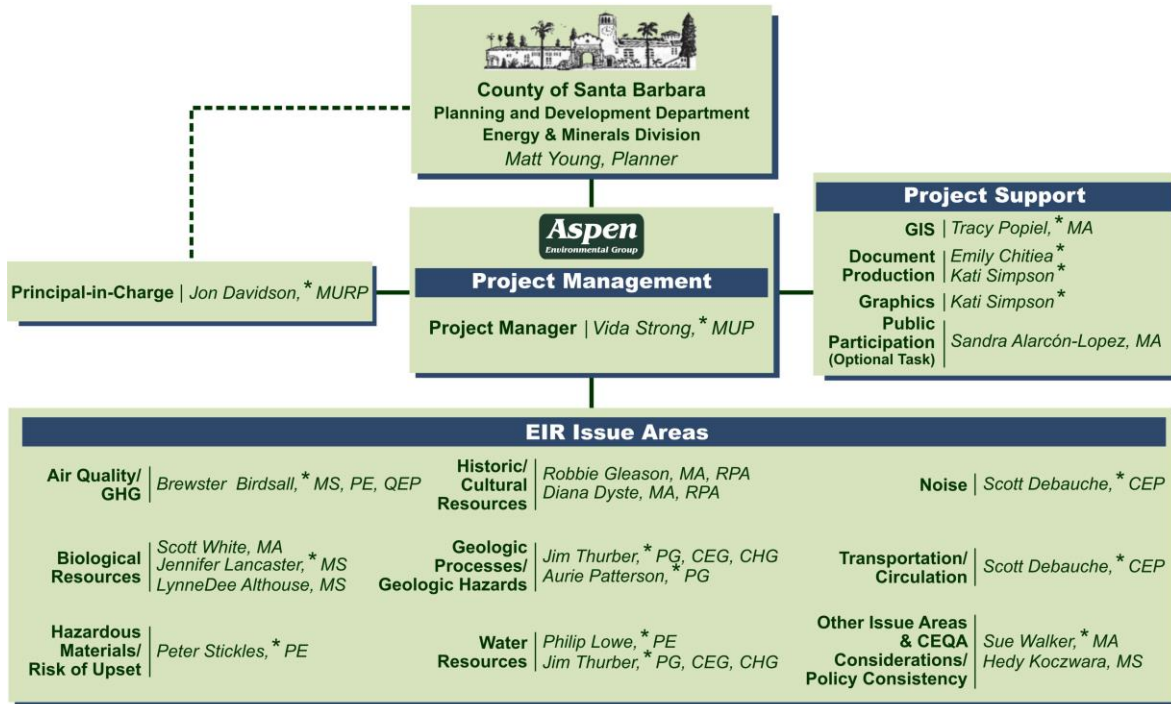 County of Santa Barbara
Planning and Development Department
Energy & Minerals Division
Matt Young, Planner
Principal-in-Charge | Jon Davidson,* MURP
Aspen
Environmental Group
Project Management
Project Manager | Vida Strong,* MUP
Project Support
GIS | Tracy Popiel,* MA
Document Production | Emily Chitiea*
Kati Simpson*
Graphics | Kati Simpson*
Public
Participation
(Optional Task)
Sandra Alarcón-Lopez, MA
EIR Issue Areas
Air Quality/
GHG
Brewster Birdsall,* MS, PE, QEP
Historic/
Cultural
Resources
Robbie Gleason, MA, RPA
Diana Dyste, MA, RPA
Noise | Scott Debauche,* CEP
Biological
Resources
Scott White, MA
Jennifer Lancaster,* MS
LynneDee Althouse, MS
Geologic
Processes/
Geologic Hazards
Jim Thurber,* PG, CEG, CHG
Aurie Patterson,* PG
Transportation/
Circulation
Scott Debauche,* CEP
Hazardous
Materials/
Risk of Upset
Peter Stickles,* PE
Water
Resources
Philip Lowe,* PE
Jim Thurber,* PG, CEG, CHG
Other Issue Areas
& CEQA
Considerations/
Policy Consistency
Sue Walker,* MA
Hedy Koczwara, MS